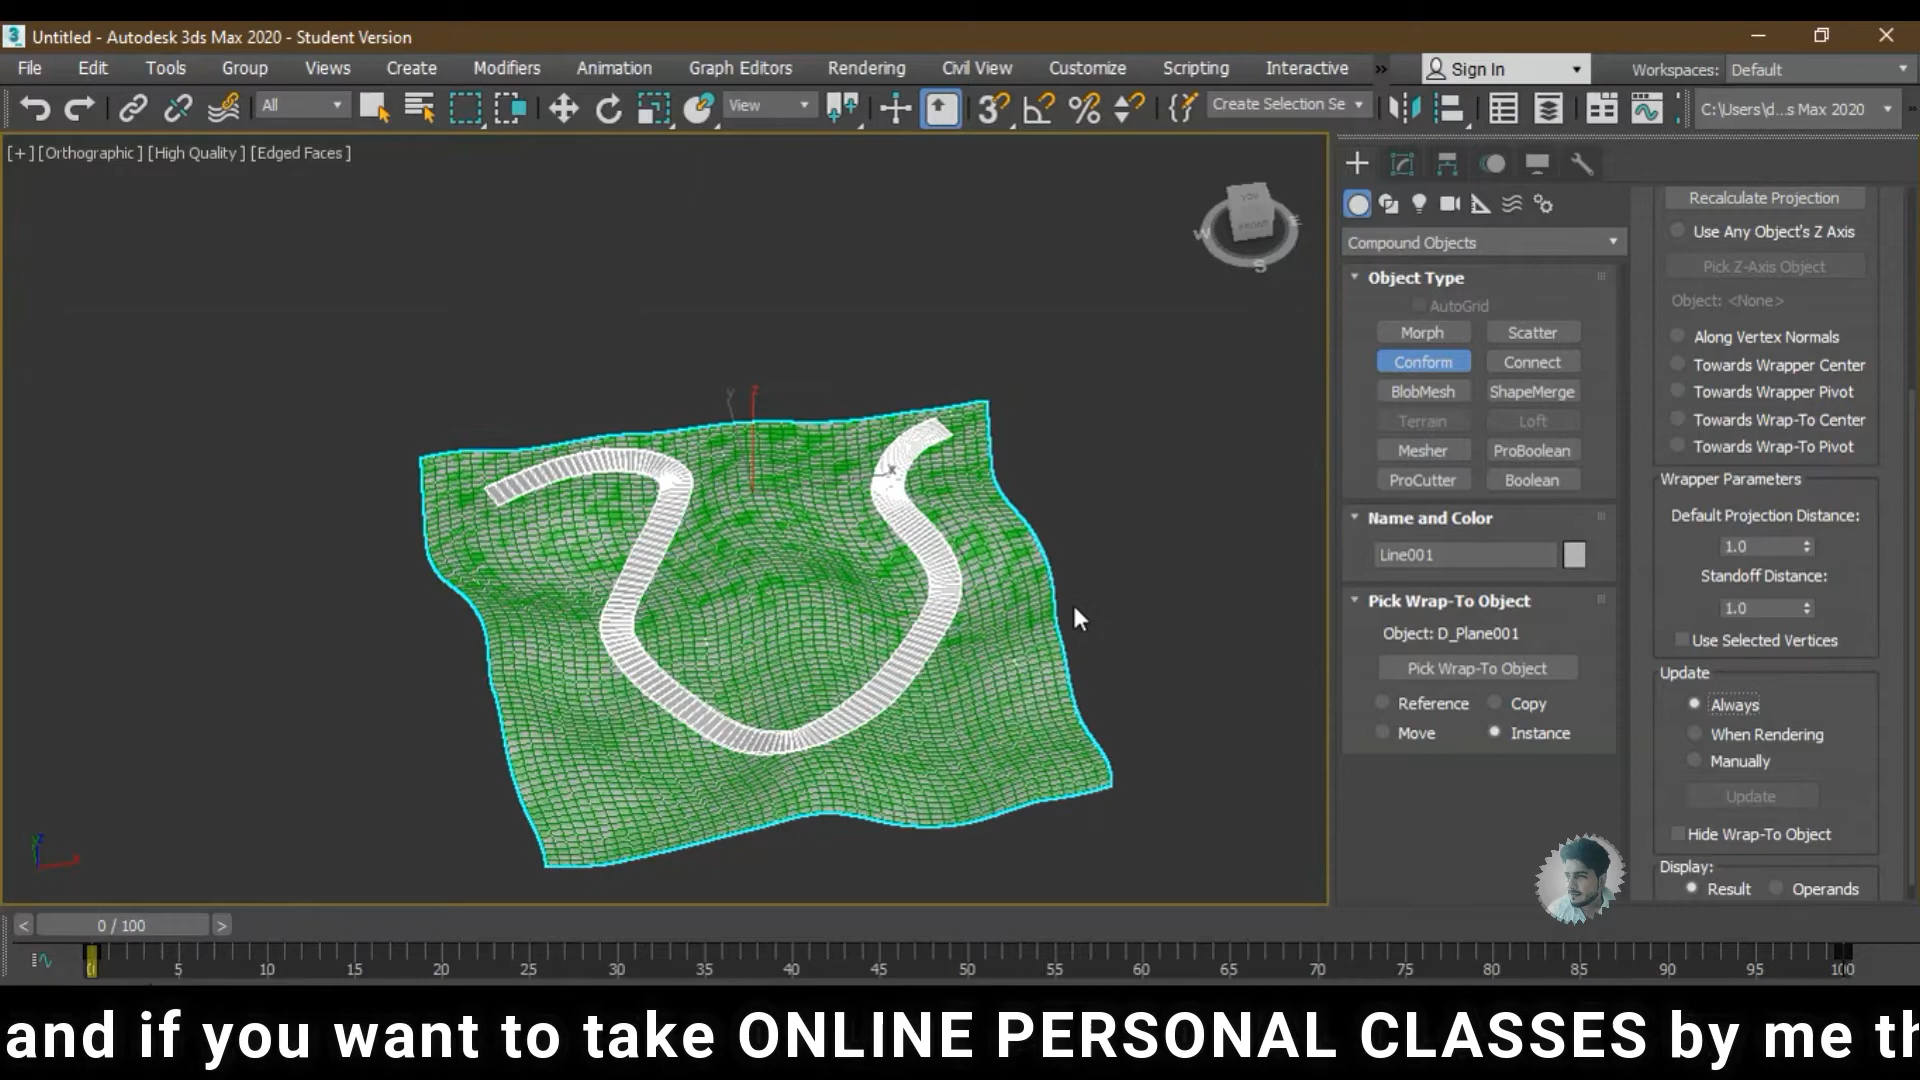 Untitled - Autodesk 3ds Max 2020 - Student Version
File Edit Tools Group Views Create Modifiers Animation Graph Editors Rendering Civil View Customize Scripting Interactive » Sign In Workspaces: Default
All View Create Selection Se C:\Users\d...s Max 2020 »
[+] [Orthographic] [High Quality] [Edged Faces]
Recalculate Projection
Use Any Object's Z Axis
Pick Z-Axis Object
Object: <None>
Along Vertex Normals
Towards Wrapper Center
Towards Wrapper Pivot
Towards Wrap-To Center
Towards Wrap-To Pivot
Wrapper Parameters
Default Projection Distance:
1.0
Standoff Distance:
1.0
Use Selected Vertices
Update
Always
When Rendering
Manually
Update
Hide Wrap-To Object
Display:
Result Operands
Compound Objects
Object Type
AutoGrid
Morph Scatter
Conform Connect
BlobMesh ShapeMerge
Terrain Loft
Mesher ProBoolean
ProCutter Boolean
Name and Color
Line001
Pick Wrap-To Object
Object: D_Plane001
Pick Wrap-To Object
Reference Copy
Move Instance
FRONT
W
S
E
< 0 / 100 >
0 5 10 15 20 25 30 35 40 45 50 55 60 65 70 75 80 85 90 95 100
and if you want to take ONLINE PERSONAL CLASSES by me th